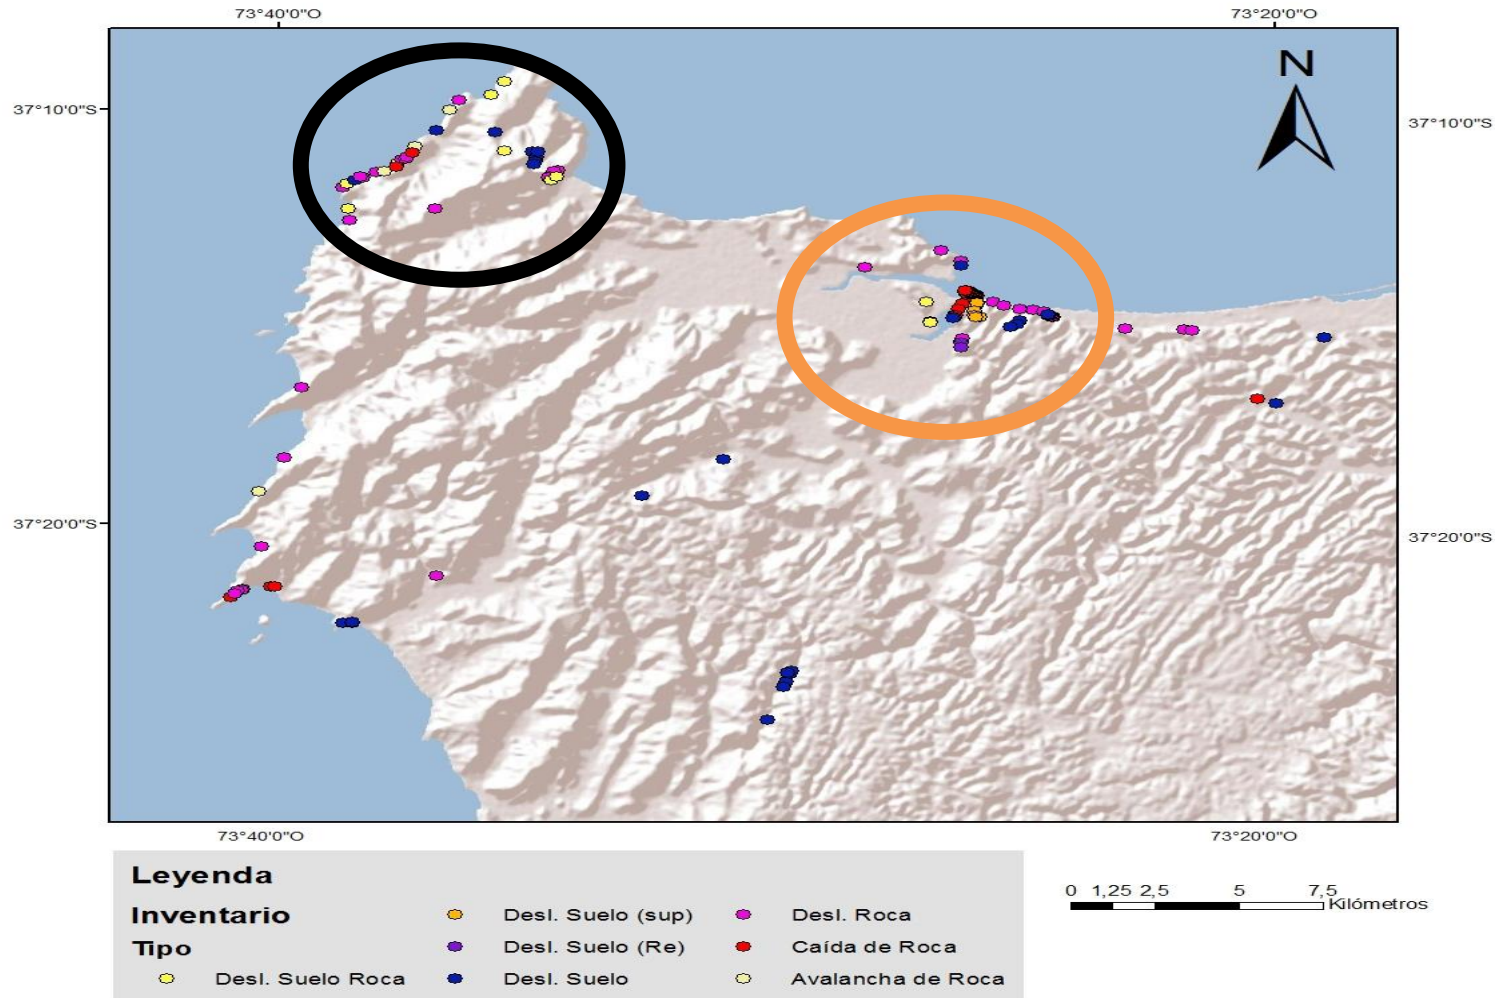 73°40'0"O
73°20'0"O
N
37°10'0"S
37°10'0"S
37°20'0"S
37°20'0"S
73°40'0"O
73°20'0"O
Leyenda
Inventario
Tipo
Desl. Suelo Roca
Desl. Suelo (sup)
Desl. Suelo (Re)
Desl. Suelo
Desl. Roca
Caída de Roca
Avalancha de Roca
0 1,25 2,5 5 7,5
Kilómetros